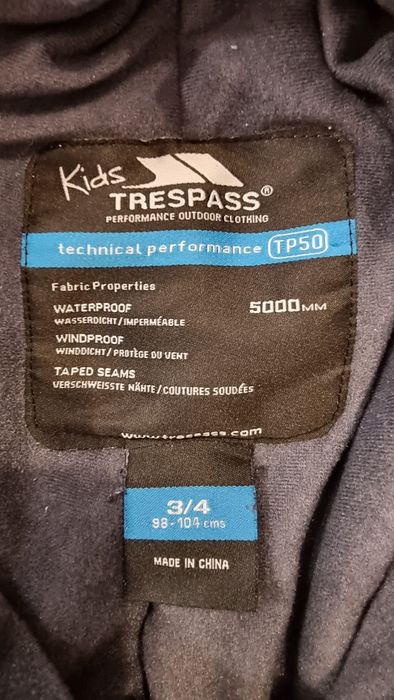 Kids
TRESPASS®
PERFORMANCE OUTDOOR CLOTHING
technical performance TP50
Fabric Properties
WATERPROOF 5000MM
WASSERDICHT/IMPERMÉABLE
WINDPROOF
WINDDICHT/PROTÈGE DU VENT
TAPED SEAMS
VERSCHWEISSTE NÄHTE/COUTURES SOUDÉES
www.trespass.com
3/4
98-104 cms
MADE IN CHINA